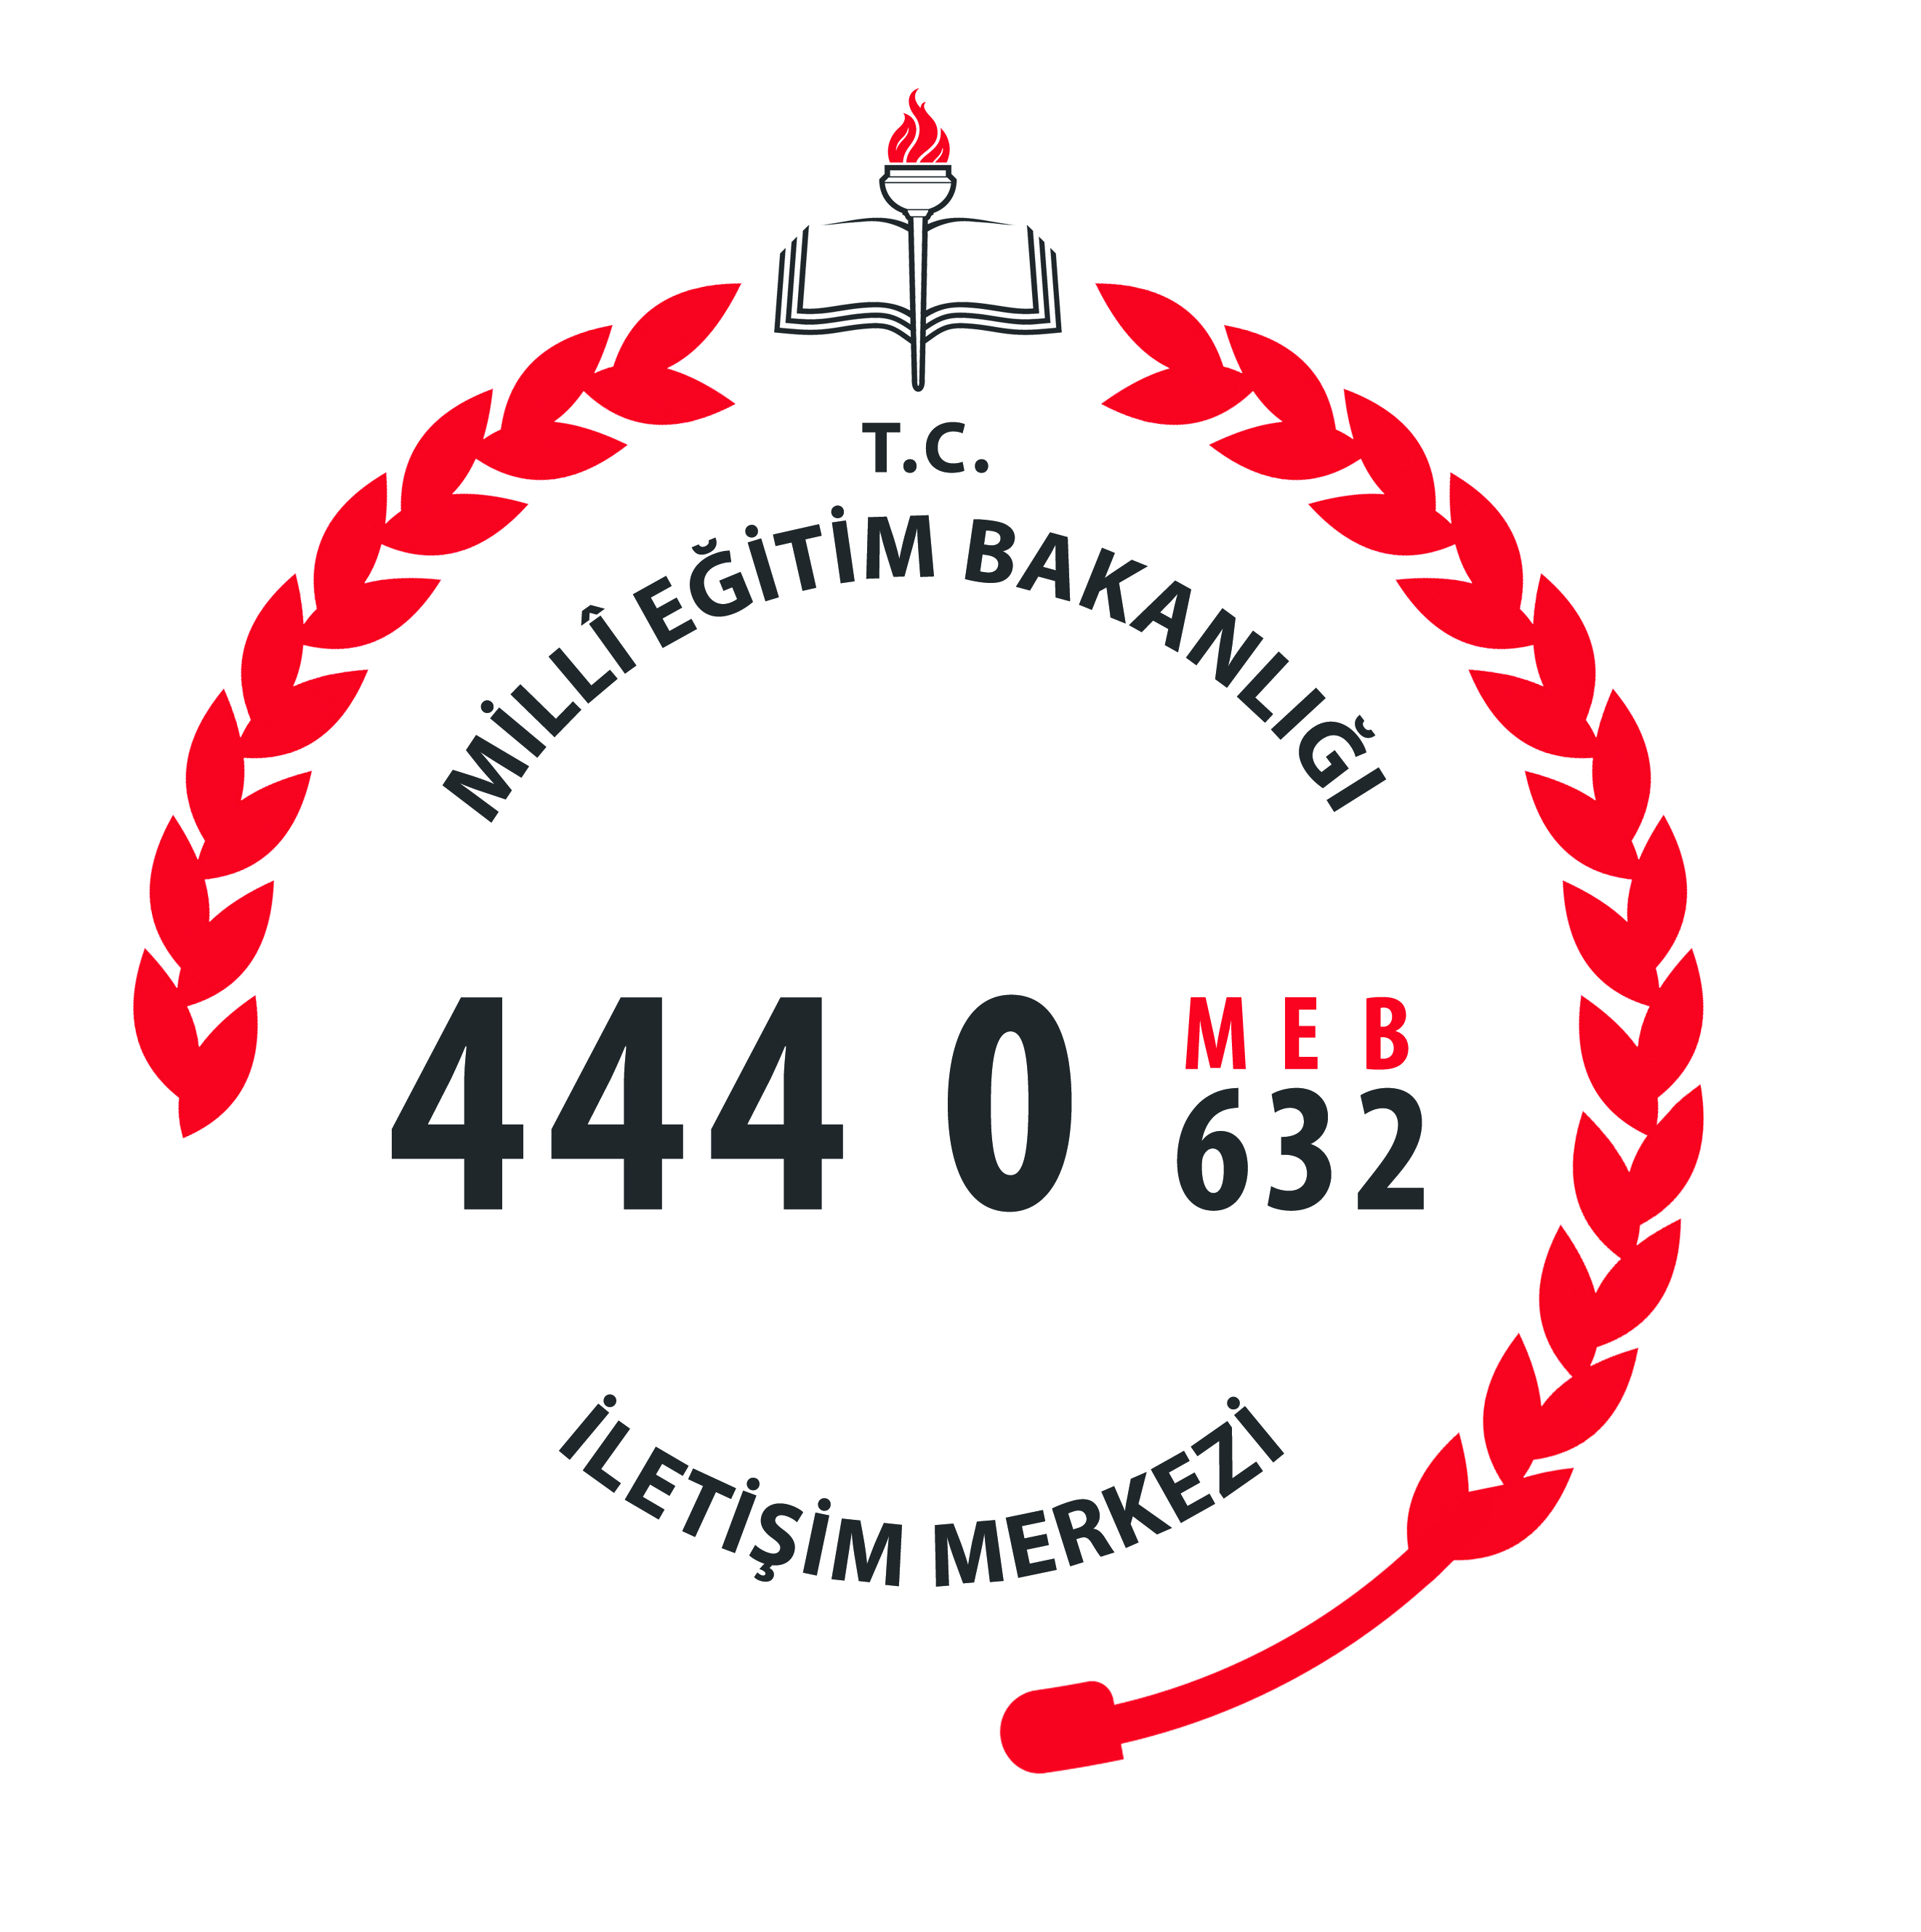 T.C.
MİLLÎ EĞİTİM BAKANLIĞI
MEB
444 0 632
İLETİŞİM MERKEZİ